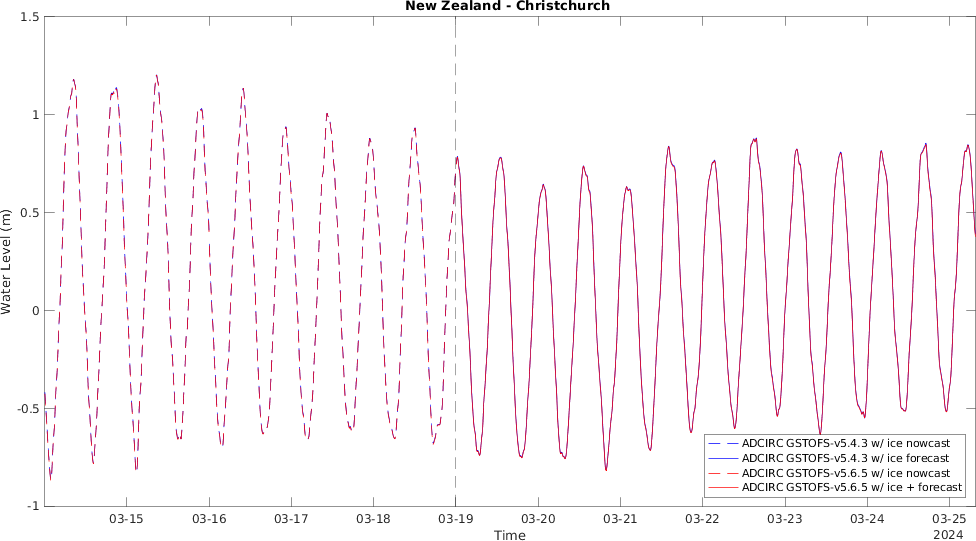 New Zealand - Christchurch
1.5
1
0.5
0
-0.5
-1
Water Level (m)
03-15 03-16 03-17 03-18 03-19 03-20 03-21 03-22 03-23 03-24 03-25
2024
Time
ADCIRC GSTOFS-v5.4.3 w/ ice nowcast
ADCIRC GSTOFS-v5.4.3 w/ ice forecast
ADCIRC GSTOFS-v5.6.5 w/ ice nowcast
ADCIRC GSTOFS-v5.6.5 w/ ice + forecast